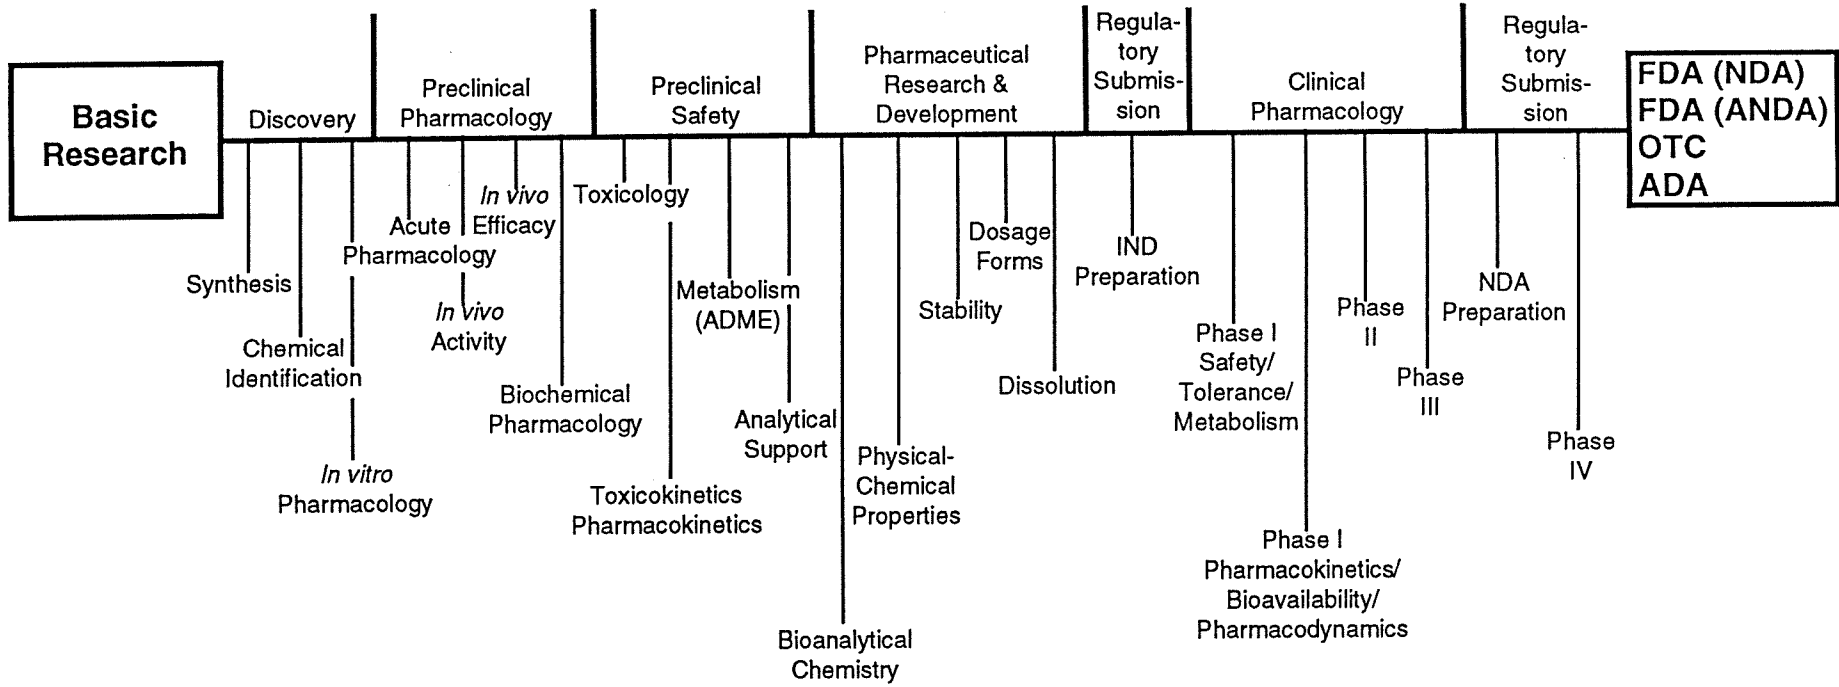 Basic
Research
Discovery
Preclinical
Pharmacology
Preclinical
Safety
Pharmaceutical
Research &
Development
Regula-
tory
Submis-
sion
Clinical
Pharmacology
Regula-
tory
Submis-
sion
FDA (NDA)
FDA (ANDA)
OTC
ADA
Synthesis
Chemical
Identification
In vitro
Pharmacology
Acute
Pharmacology
In vivo
Activity
In vivo
Efficacy
Biochemical
Pharmacology
Toxicology
Toxicokinetics
Pharmacokinetics
Metabolism
(ADME)
Analytical
Support
Bioanalytical
Chemistry
Physical-
Chemical
Properties
Stability
Dosage
Forms
Dissolution
IND
Preparation
Phase I
Safety/
Tolerance/
Metabolism
Phase I
Pharmacokinetics/
Bioavailability/
Pharmacodynamics
Phase
II
Phase
III
NDA
Preparation
Phase
IV